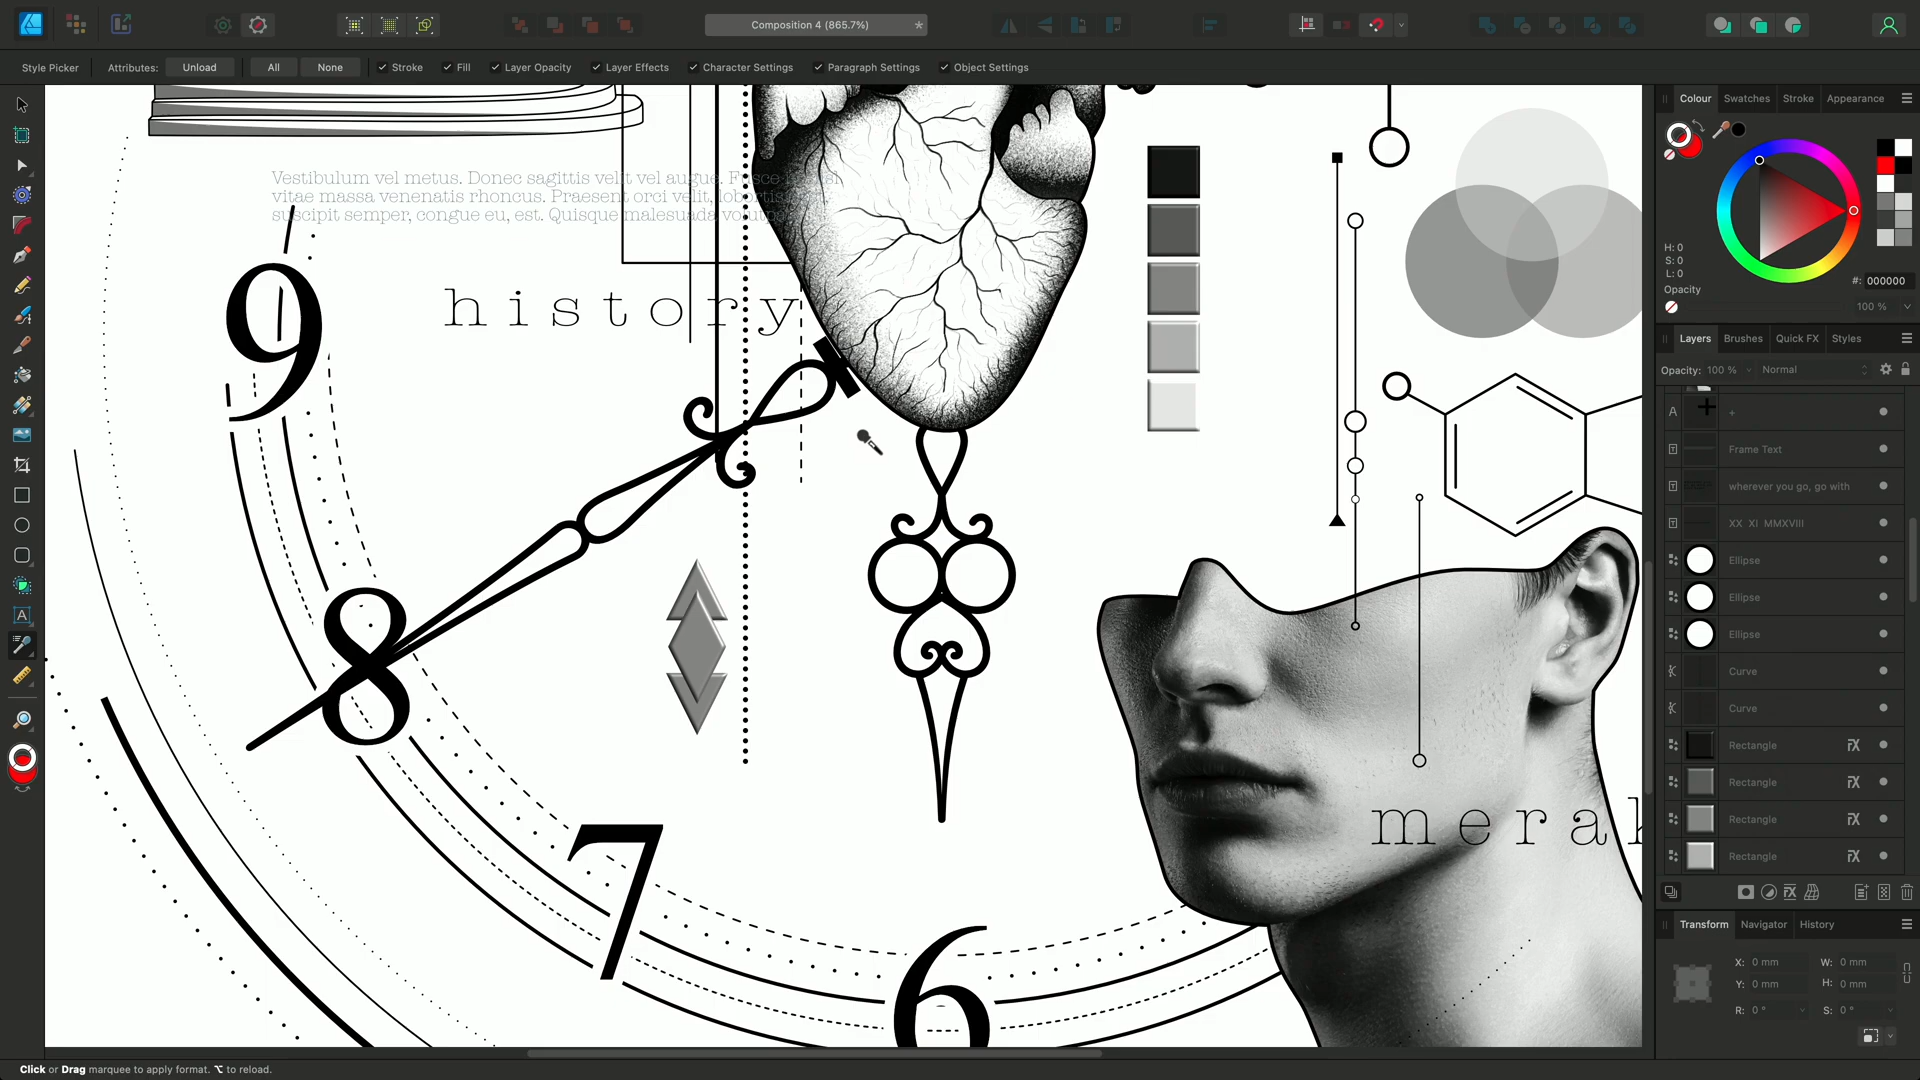 Composition 4 (865.7%)
*
Style Picker
Attributes:
Unload
All
None
Stroke
Fill
Layer Opacity
Layer Effects
Character Settings
Paragraph Settings
Object Settings
Vestibulum vel metus. Donec sagittis velit vel augue. Fusce
vitae massa venenatis rhoncus. Praesent orci velit, lobortis
suscipit semper, congue eu, est. Quisque malesuada
history
9
8
7
6
merak
Colour
Swatches
Stroke
Appearance
H: 0
S: 0
L: 0
#: 000000
Opacity
100 %
Layers
Brushes
Quick FX
Styles
Opacity: 100 %
Normal
A
+
Frame Text
wherever you go, go with
XX XI MMXVIII
Ellipse
Ellipse
Ellipse
Curve
Curve
Rectangle
FX
Rectangle
FX
Rectangle
FX
Rectangle
FX
Transform
Navigator
History
X: 0 mm
W: 0 mm
Y: 0 mm
H: 0 mm
R: 0 °
S: 0 °
Click or Drag marquee to apply format. ⌥ to reload.